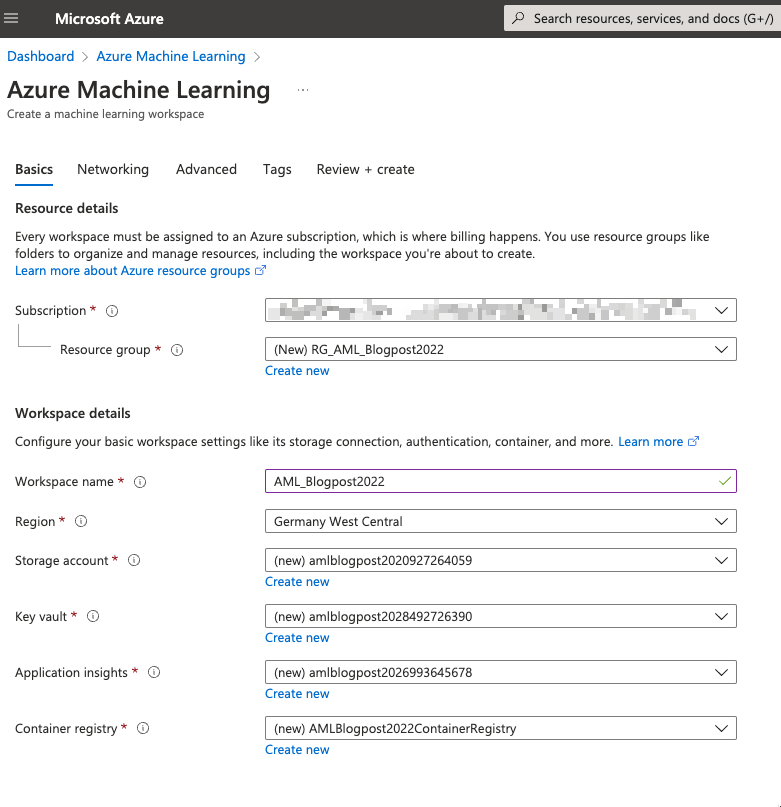 Microsoft Azure
Search resources, services, and docs (G+/)
Dashboard > Azure Machine Learning >
Azure Machine Learning ...
Create a machine learning workspace
Basics Networking Advanced Tags Review + create
Resource details
Every workspace must be assigned to an Azure subscription, which is where billing happens. You use resource groups like
folders to organize and manage resources, including the workspace you're about to create.
Learn more about Azure resource groups
Subscription *
Resource group * (New) RG_AML_Blogpost2022
Create new
Workspace details
Configure your basic workspace settings like its storage connection, authentication, container, and more. Learn more
Workspace name * AML_Blogpost2022
Region * Germany West Central
Storage account * (new) amlblogpost2020927264059
Create new
Key vault * (new) amlblogpost2028492726390
Create new
Application insights * (new) amlblogpost2026993645678
Create new
Container registry * (new) AMLBlogpost2022ContainerRegistry
Create new